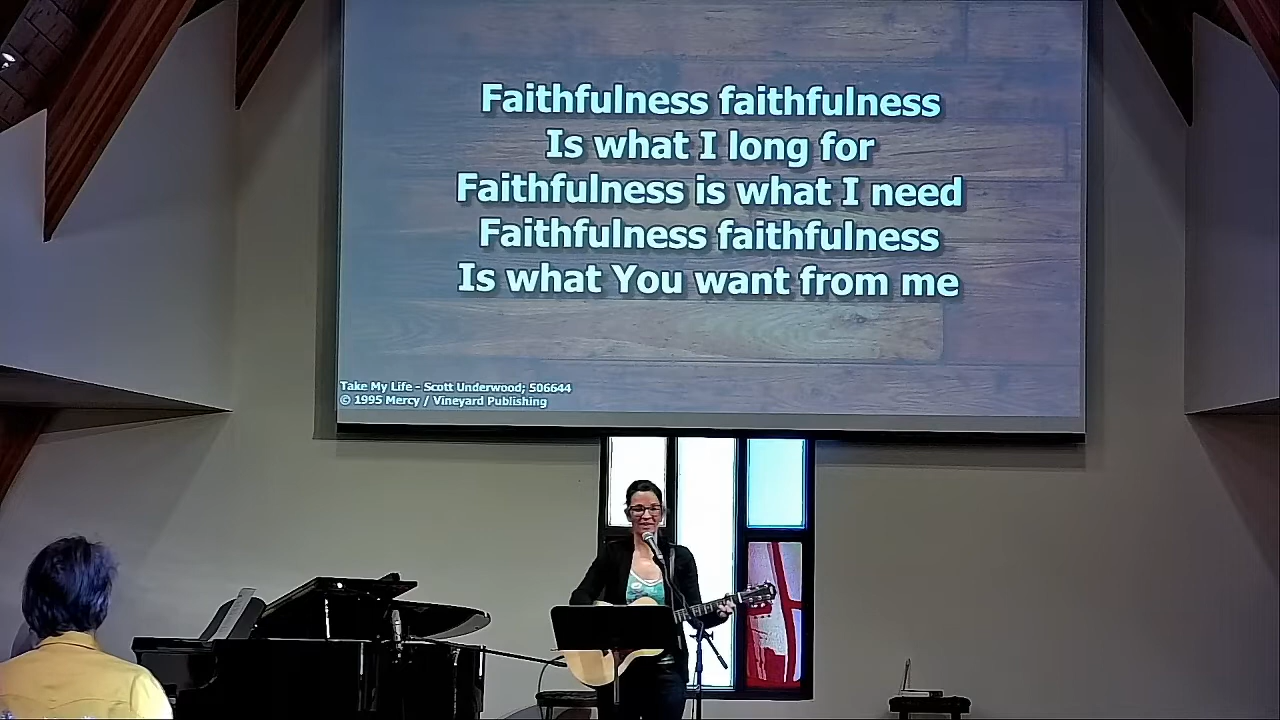 Faithfulness faithfulness
Is what I long for
Faithfulness is what I need
Faithfulness faithfulness
Is what You want from me
Take My Life - Scott Underwood; 506644
© 1995 Mercy / Vineyard Publishing